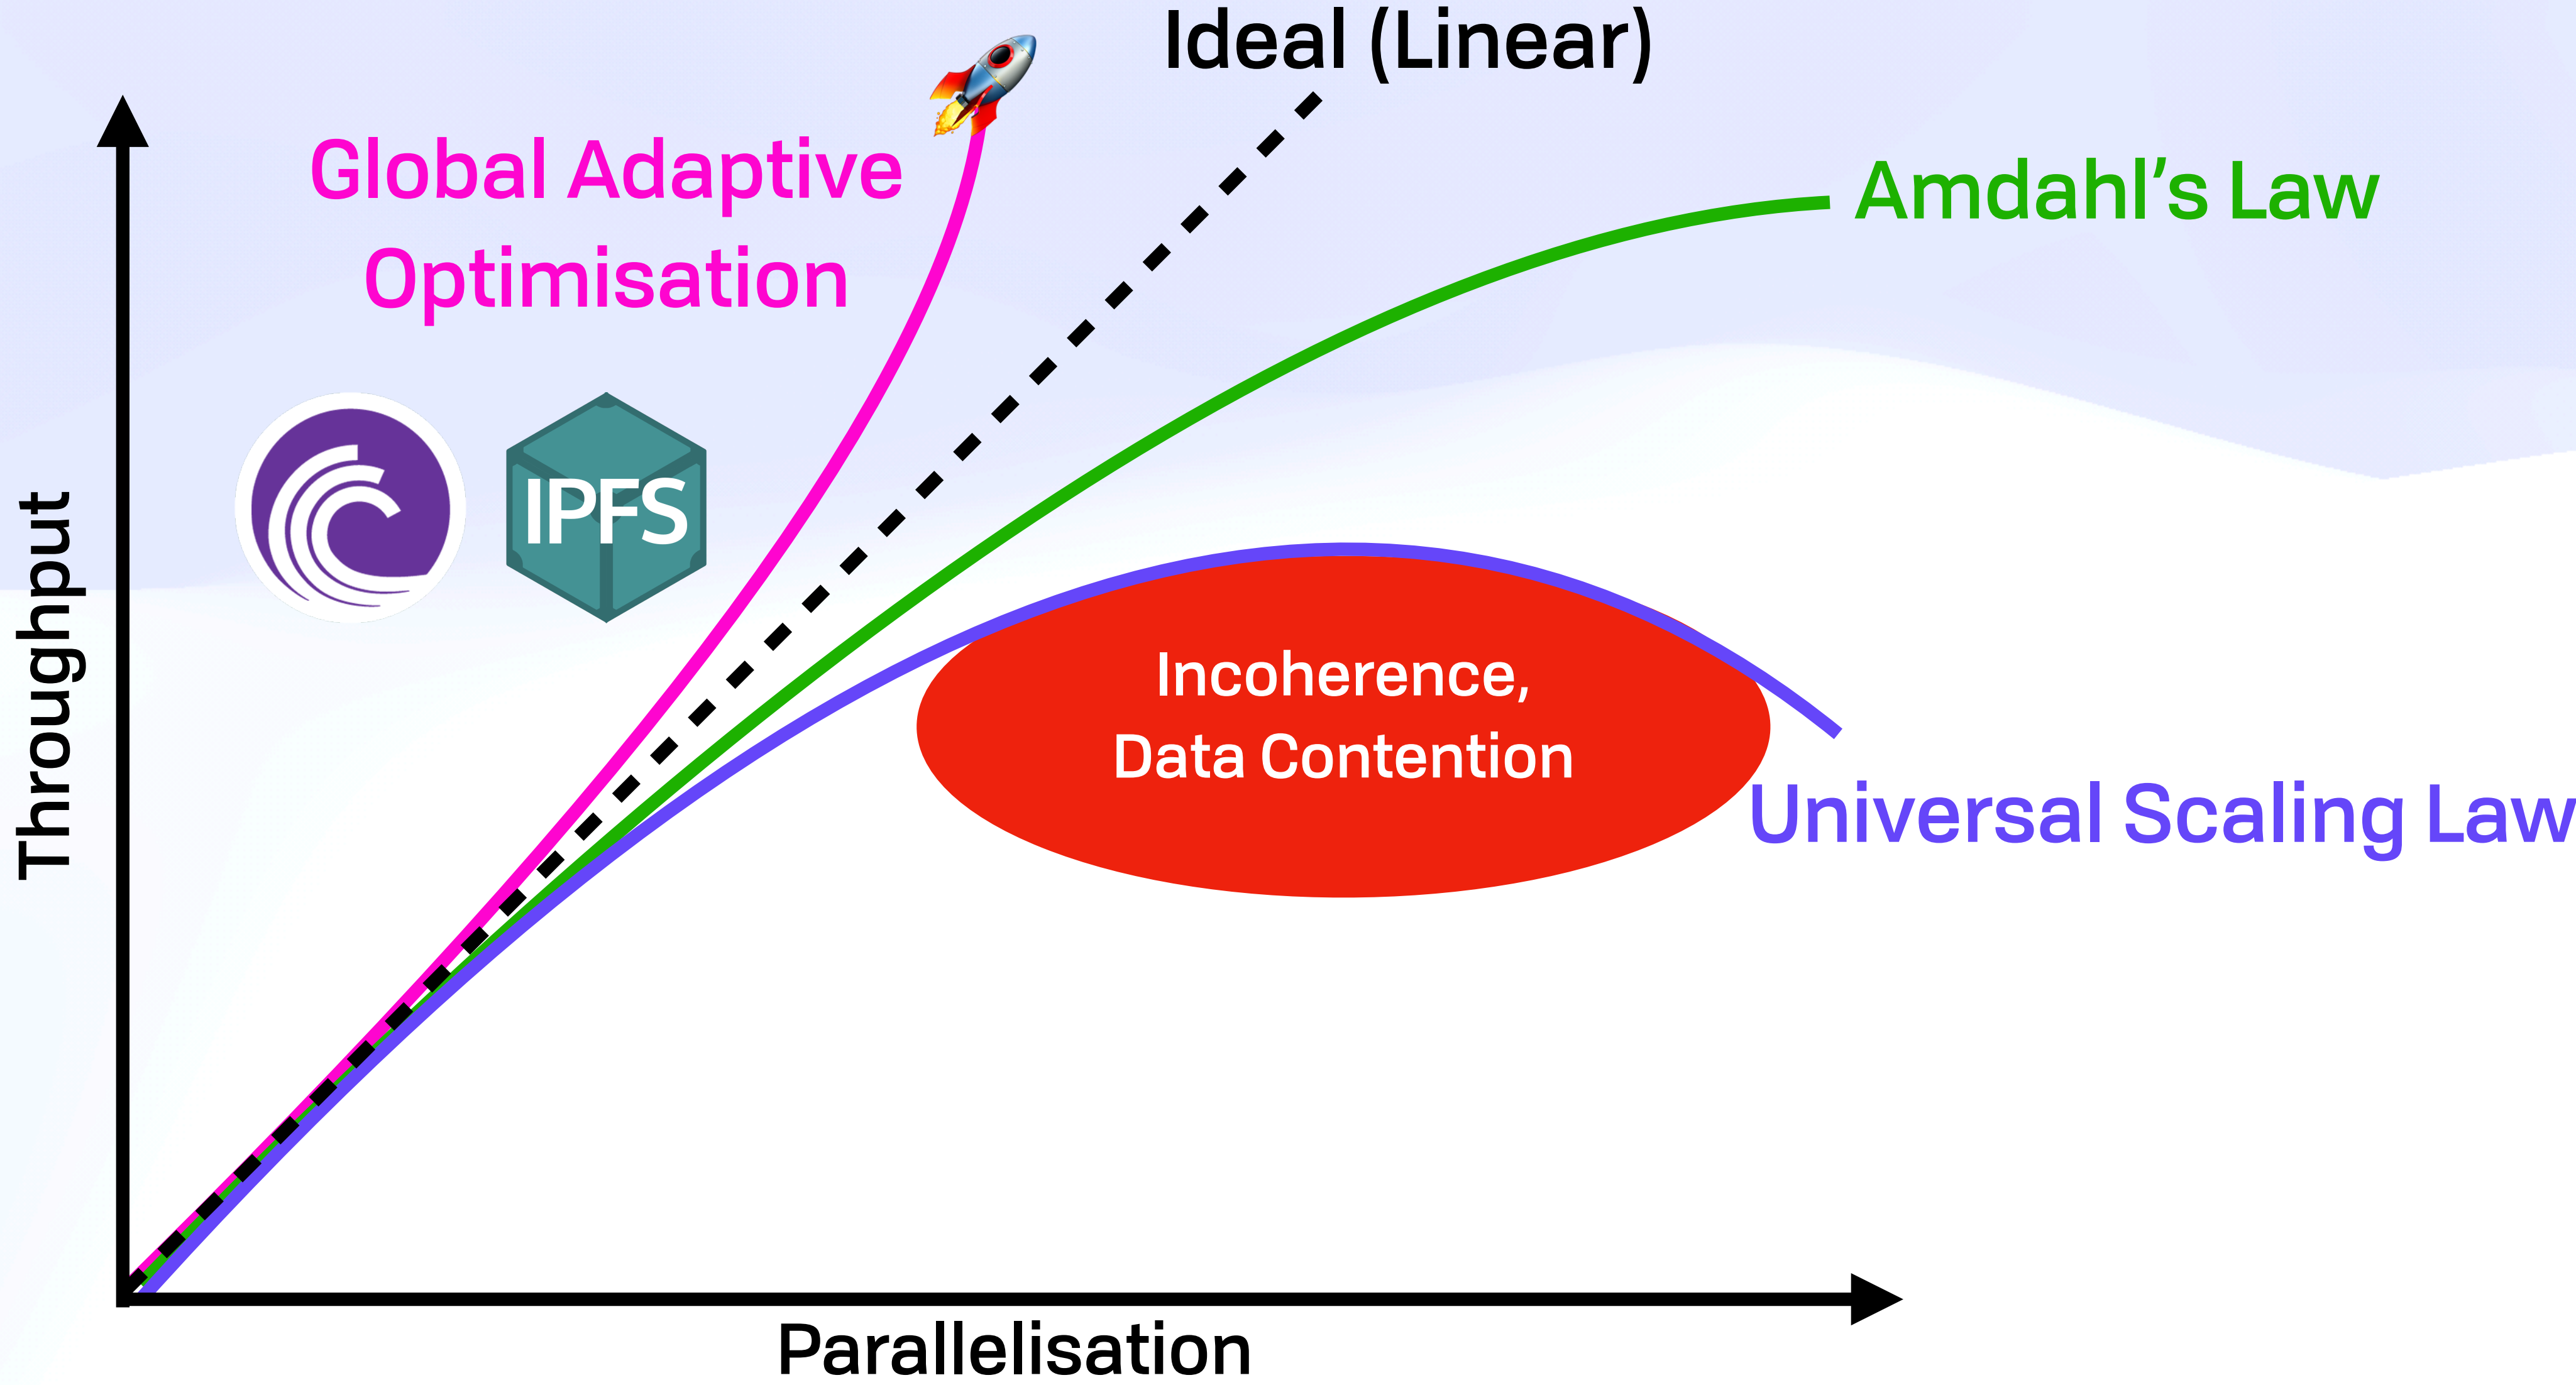 Ideal (Linear)
Global Adaptive
Optimisation
Amdahl’s Law
IPFS
Throughput
Incoherence,
Data Contention
Universal Scaling Law
Parallelisation